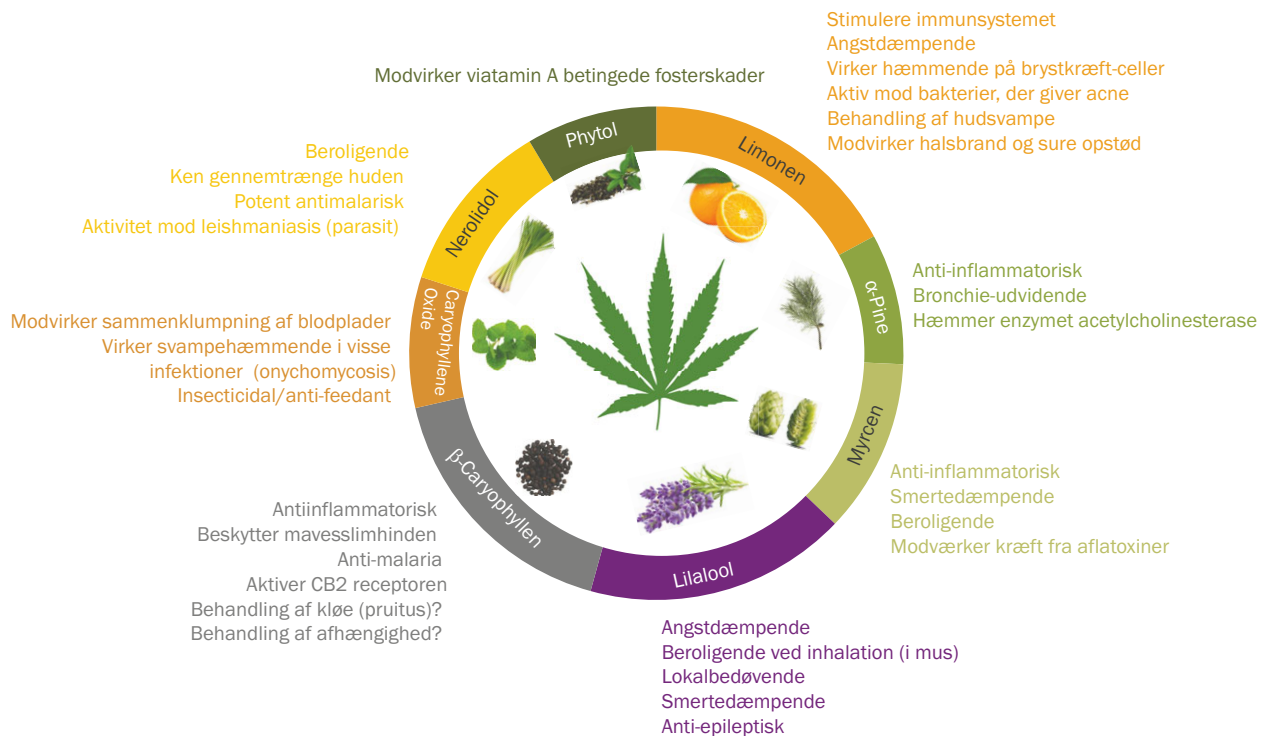 Stimulere immunsystemet
Angstdæmpende
Virker hæmmende på brystkræft-celler
Aktiv mod bakterier, der giver acne
Behandling af hudsvampe
Modvirker halsbrand og sure opstød
Modvirker viatamin A betingede fosterskader
Phytol
Limonen
Beroligende
Ken gennemtrænge huden
Potent antimalarisk
Aktivitet mod leishmaniasis (parasit)
Nerolidol
α-Pine
Anti-inflammatorisk
Bronchie-udvidende
Hæmmer enzymet acetylcholinesterase
Caryophyllene
Oxide
Modvirker sammenklumpning af blodplader
Virker svampehæmmende i visse
infektioner (onychomycosis)
Insecticidal/anti-feedant
Myrcen
Anti-inflammatorisk
Smertedæmpende
Beroligende
Modværker kræft fra aflatoxiner
β-Caryophyllen
Antiinflammatorisk
Beskytter mavesslimhinden
Anti-malaria
Aktiver CB2 receptoren
Behandling af kløe (pruitus)?
Behandling af afhængighed?
Lilalool
Angstdæmpende
Beroligende ved inhalation (i mus)
Lokalbedøvende
Smertedæmpende
Anti-epileptisk